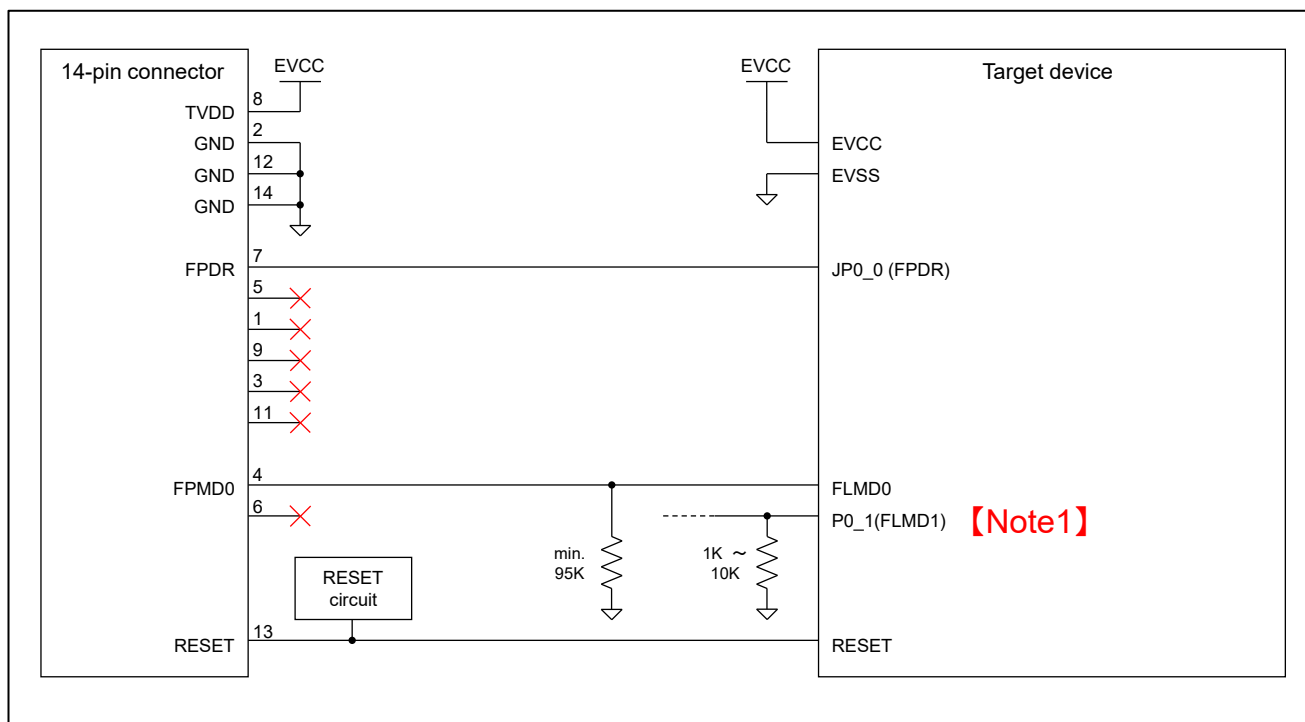 14-pin connector
EVCC
EVCC
Target device
8
TVDD
2
GND
EVCC
12
GND
EVSS
14
GND
7
FPDR
JP0_0 (FPDR)
5
1
9
3
11
4
FPMD0
FLMD0
6
P0_1(FLMD1)
【Note1】
min.
95K
1K ～
10K
RESET
circuit
13
RESET
RESET